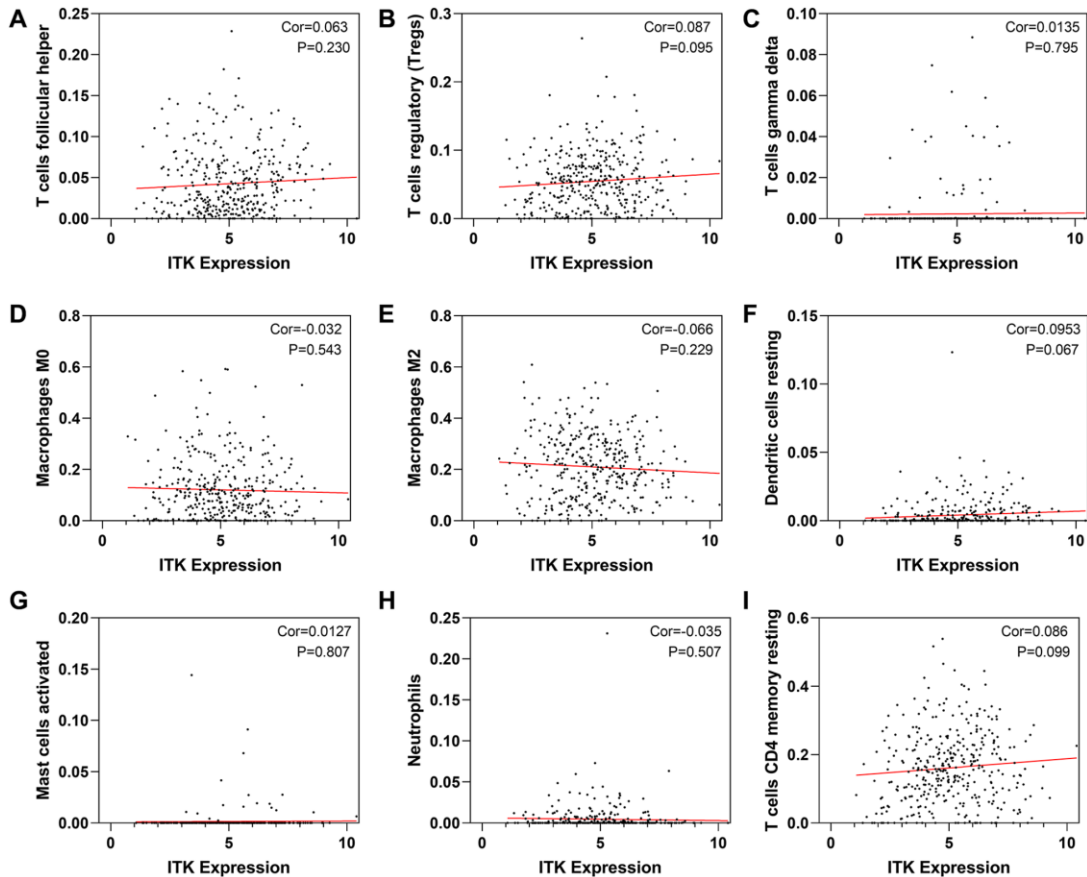 A
T cells follicular helper
0.25
0.20
0.15
0.10
0.05
0.00
Cor=0.063
P=0.230
0 5 10
ITK Expression
B
T cells regulatory (Tregs)
0.3
0.2
0.1
0.0
Cor=0.087
P=0.095
0 5 10
ITK Expression
C
T cells gamma delta
0.10
0.08
0.06
0.04
0.02
0.00
Cor=0.0135
P=0.795
0 5 10
ITK Expression
D
Macrophages M0
0.8
0.6
0.4
0.2
0.0
Cor=-0.032
P=0.543
0 5 10
ITK Expression
E
Macrophages M2
0.8
0.6
0.4
0.2
0.0
Cor=-0.066
P=0.229
0 5 10
ITK Expression
F
Dendritic cells resting
0.15
0.10
0.05
0.00
Cor=0.0953
P=0.067
0 5 10
ITK Expression
G
Mast cells activated
0.20
0.15
0.10
0.05
0.00
Cor=0.0127
P=0.807
0 5 10
ITK Expression
H
Neutrophils
0.25
0.20
0.15
0.10
0.05
0.00
Cor=-0.035
P=0.507
0 5 10
ITK Expression
I
T cells CD4 memory resting
0.6
0.4
0.2
0.0
Cor=0.086
P=0.099
0 5 10
ITK Expression